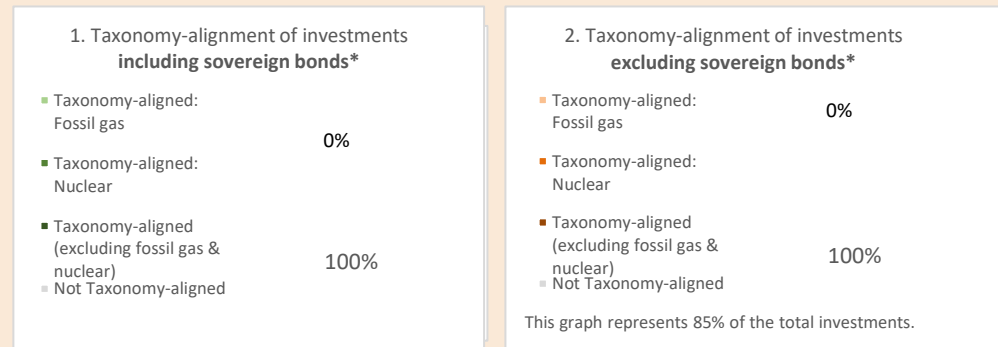 1. Taxonomy-alignment of investments
including sovereign bonds*
Taxonomy-aligned:
Fossil gas
0%
Taxonomy-aligned:
Nuclear
Taxonomy-aligned
(excluding fossil gas &
nuclear)
100%
Not Taxonomy-aligned
2. Taxonomy-alignment of investments
excluding sovereign bonds*
Taxonomy-aligned:
Fossil gas
0%
Taxonomy-aligned:
Nuclear
Taxonomy-aligned
(excluding fossil gas &
nuclear)
100%
Not Taxonomy-aligned
This graph represents 85% of the total investments.